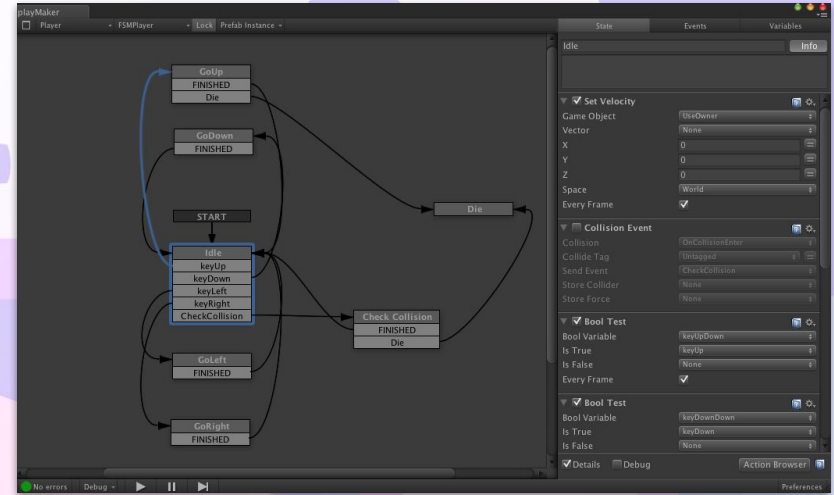 playMaker
Player FSMPlayer Lock Prefab Instance
State Events Variables
Idle Info
GoUp
FINISHED
Die
GoDown
FINISHED
START
Idle
keyUp
keyDown
keyLeft
keyRight
CheckCollision
Die
Check Collision
FINISHED
Die
GoLeft
FINISHED
GoRight
FINISHED
Set Velocity
Game Object UseOwner
Vector None
X 0
Y 0
Z 0
Space World
Every Frame
Collision Event
Collision OnCollisionEnter
Collide Tag Untagged
Send Event CheckCollision
Store Collider None
Store Force None
Bool Test
Bool Variable keyUpDown
Is True keyUp
Is False None
Every Frame
Bool Test
Bool Variable keyDownDown
Is True keyDown
Is False None
Details Debug Action Browser
No errors Debug Preferences